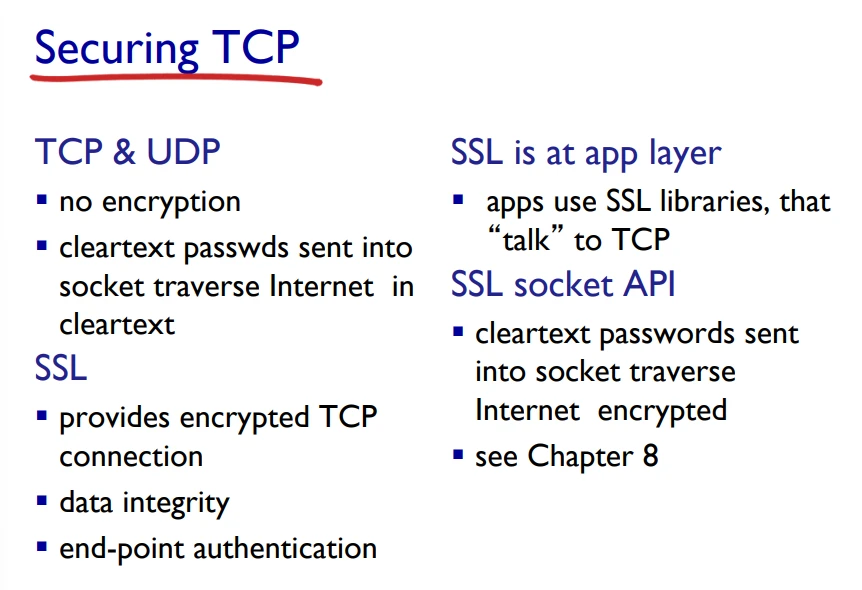 Securing TCP
TCP & UDP
▪ no encryption
▪ cleartext passwds sent into
socket traverse Internet  in
cleartext
SSL
▪ provides encrypted TCP
connection
▪ data integrity
▪ end-point authentication
SSL is at app layer
▪ apps use SSL libraries, that
“talk” to TCP
SSL socket API
▪ cleartext passwords sent
into socket traverse
Internet  encrypted
▪ see Chapter 8